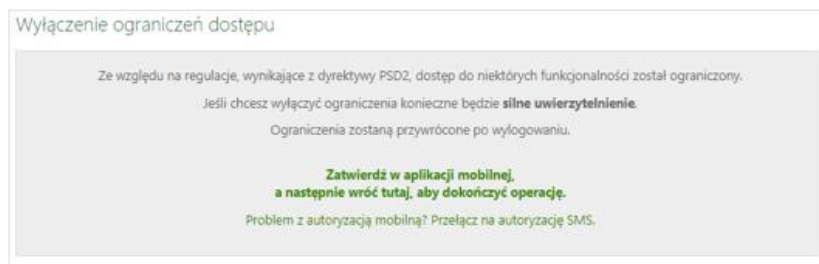 Wyłączenie ograniczeń dostępu
Ze względu na regulacje, wynikające z dyrektywy PSD2, dostęp do niektórych funkcjonalności został ograniczony.
Jeśli chcesz wyłączyć ograniczenia konieczne będzie silne uwierzytelnienie.
Ograniczenia zostaną przywrócone po wylogowaniu.
Zatwierdź w aplikacji mobilnej,
a następnie wróć tutaj, aby dokończyć operację.
Problem z autoryzacją mobilną? Przełącz na autoryzację SMS.